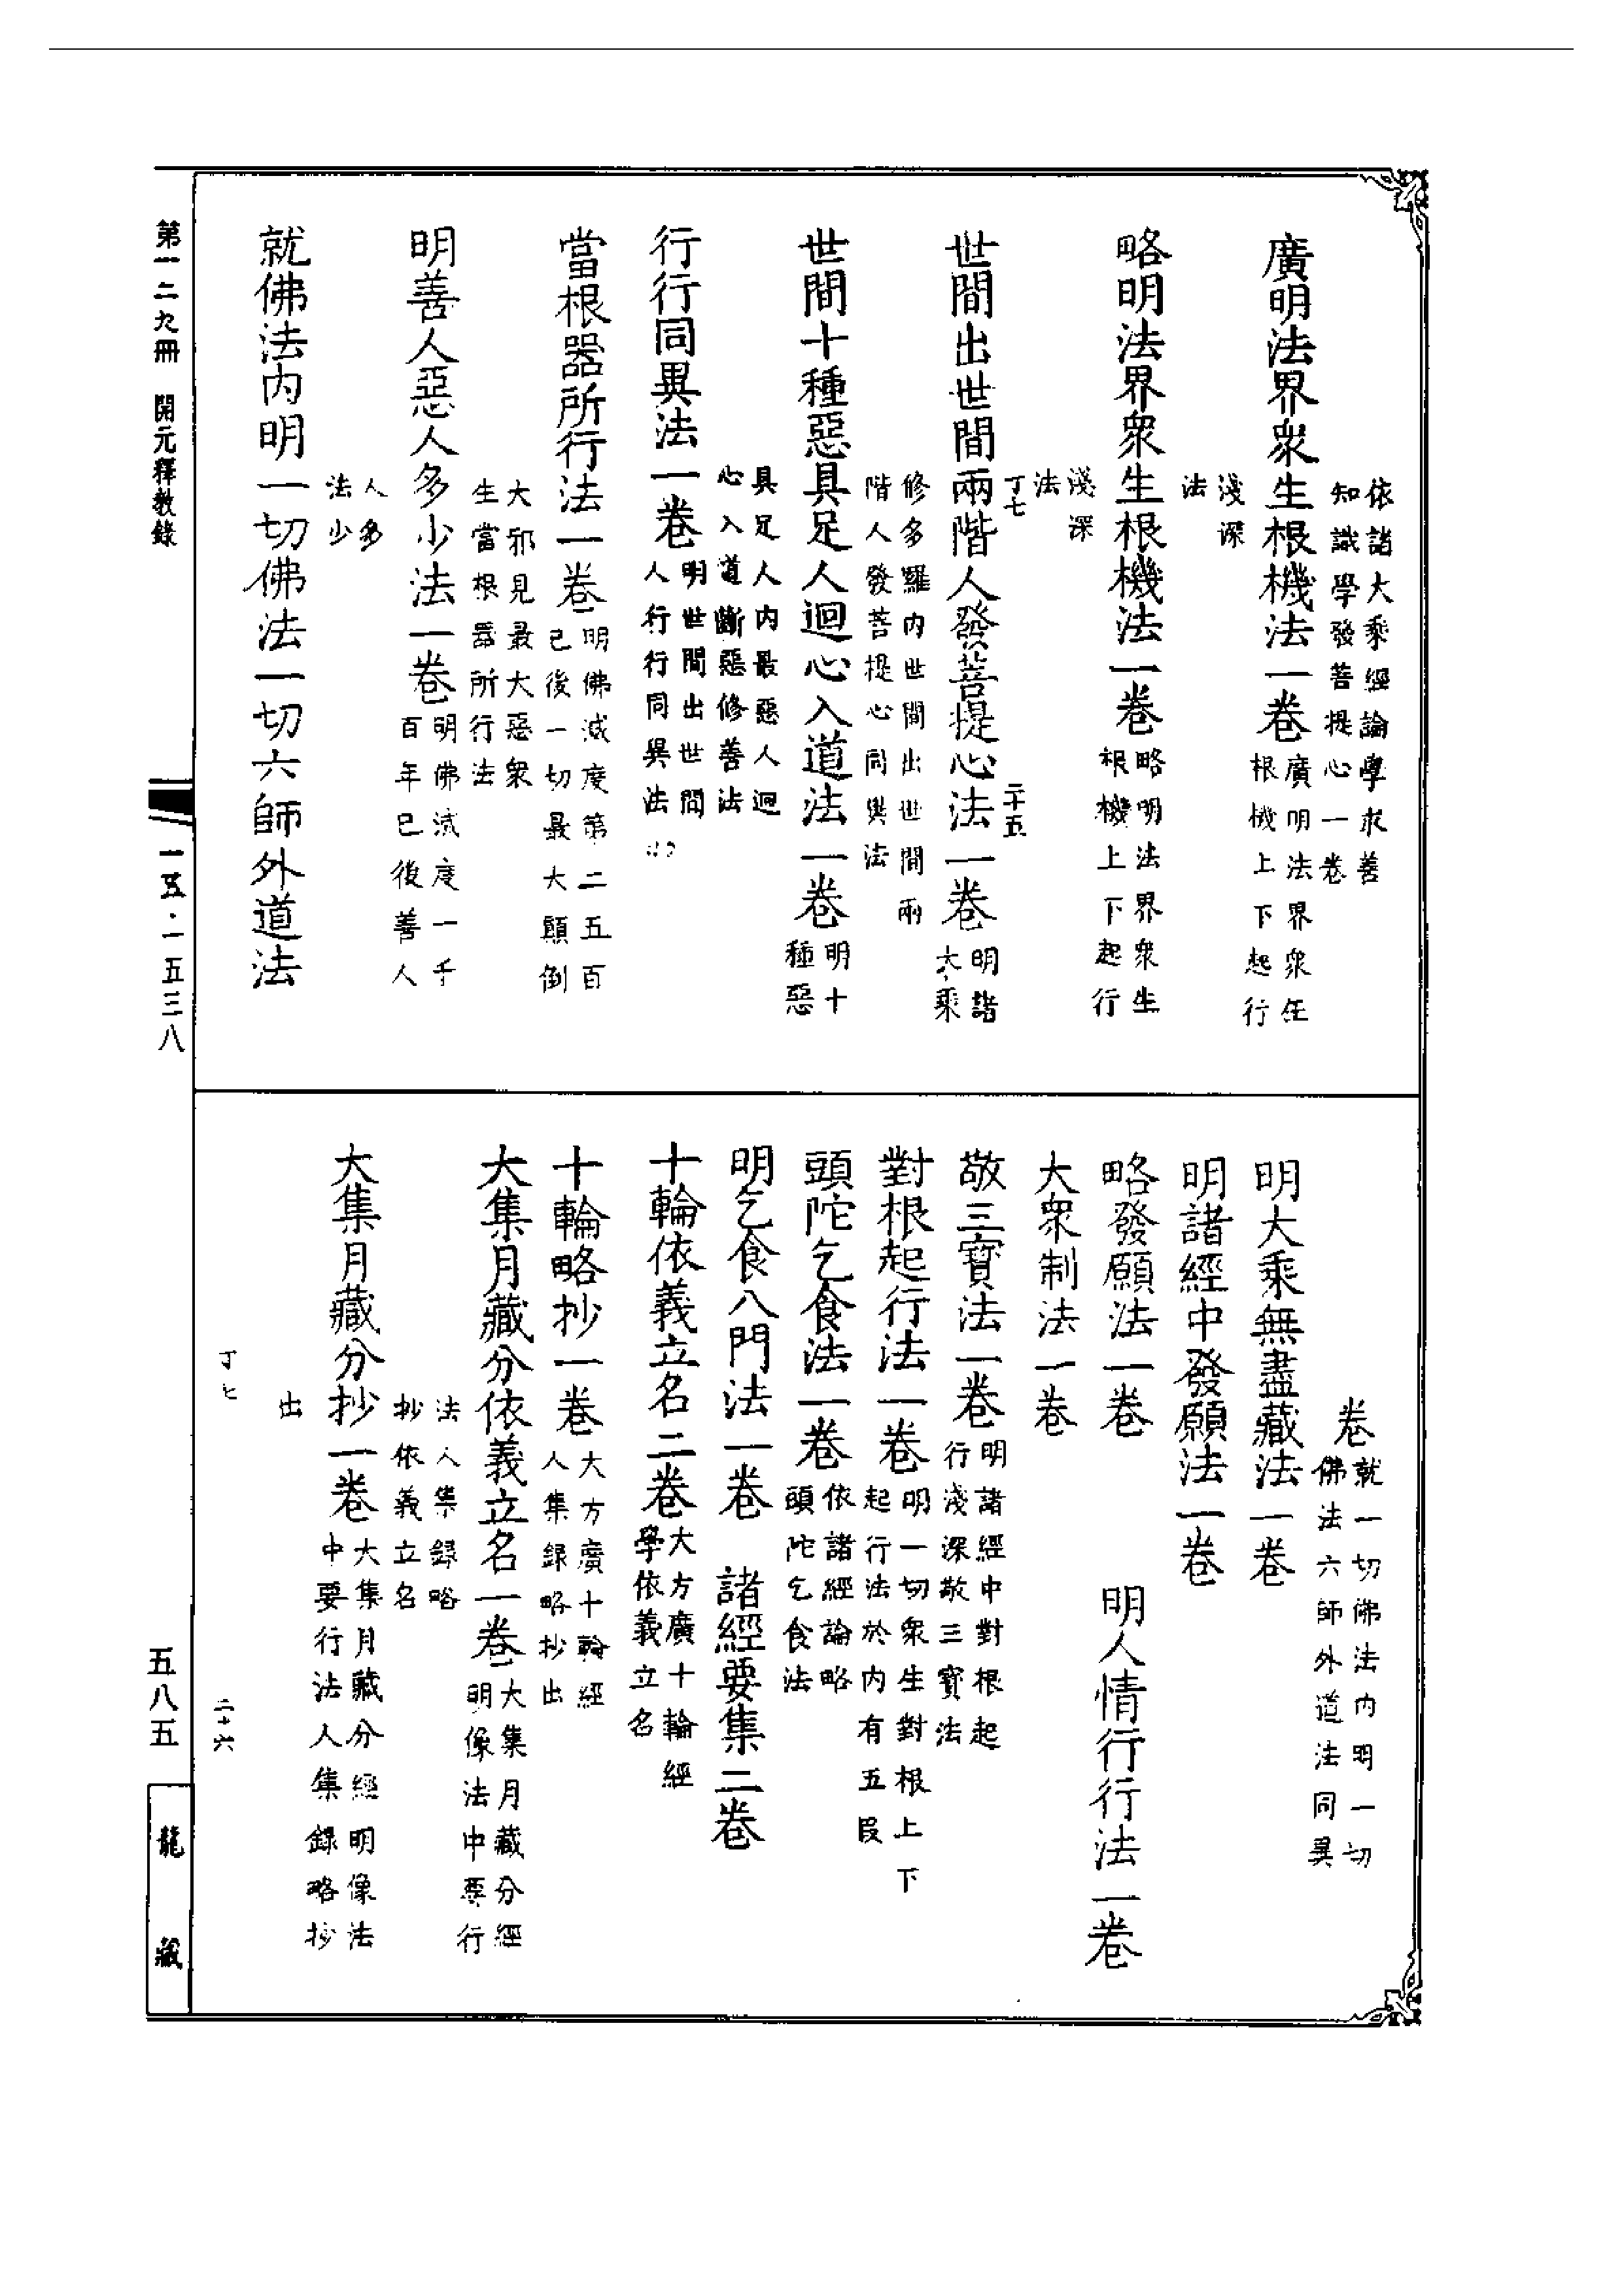 依諸大乘經論學求善
知識學發菩提心一卷
廣明法界衆生根機法一卷廣明法界衆生
根機上下起行
淺深
法
略明法界衆生根機法一卷略明法界衆生
根機上下起行
淺深
法
丁七 二十五
世間出世間兩階人發菩提心法一卷明諸
大乘
修多羅内世間出世間兩
階人發菩提心同異法
世間十種惡具足人迴心入道法一卷明十
種惡
具足人内最惡人迴
心入道斷惡修善法
行行同異法一卷明世間出世間
人行行同異法
當根器所行法一卷明佛滅度第二五百
已後一切最大顛倒
大邪見最大惡衆
生當根器所行法
明善人惡人多少法一卷明佛滅度一千
百年已後善人
人多
法少
就佛法内明一切佛法一切六師外道法
卷就一切佛法内明一切
佛法六師外道法同異
明大乘無盡藏法一卷
明諸經中發願法一卷
略發願法一卷 明人情行行法一卷
大衆制法一卷
敬三寶法一卷明諸經中對根起
行淺深敬三寶法
對根起行法一卷明一切衆生對根上下
起行法於内有五段
頭陀乞食法一卷依諸經論略
頭陀乞食法
明乞食八門法一卷 諸經要集二卷
十輪依義立名二卷大方廣十輪經
學依義立名
十輪略抄一卷大方廣十輪經
人集録略抄出
大集月藏分依義立名一卷大集月藏分經
明像法中要行
法人集録略
抄依義立名
大集月藏分抄一卷大集月藏分經明像法
中要行法人集録略抄
出
丁七 二十六
第一二九冊 開元釋教錄
一五·一五三八
五八五
龍藏